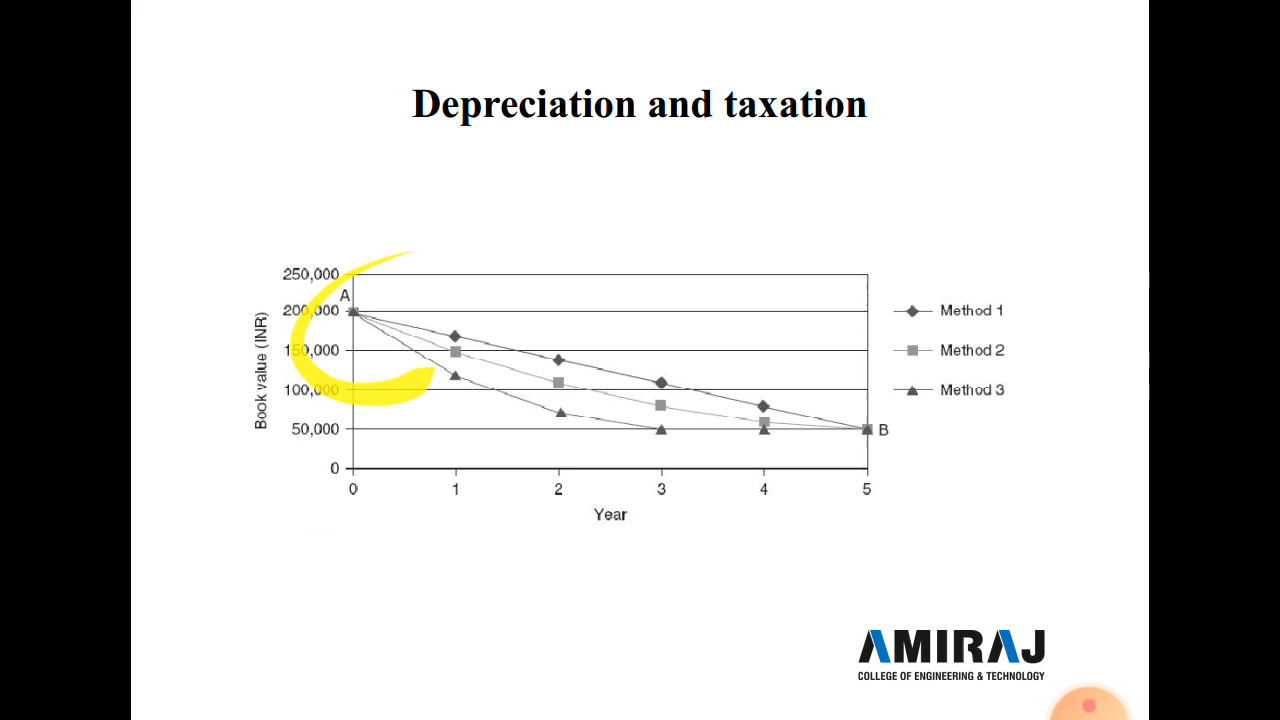 Depreciation and taxation
250,000
A
200,000
150,000
100,000
50,000
0
Book value (INR)
0 1 2 3 4 5
Year
B
Method 1
Method 2
Method 3
AMIRAJ
COLLEGE OF ENGINEERING & TECHNOLOGY